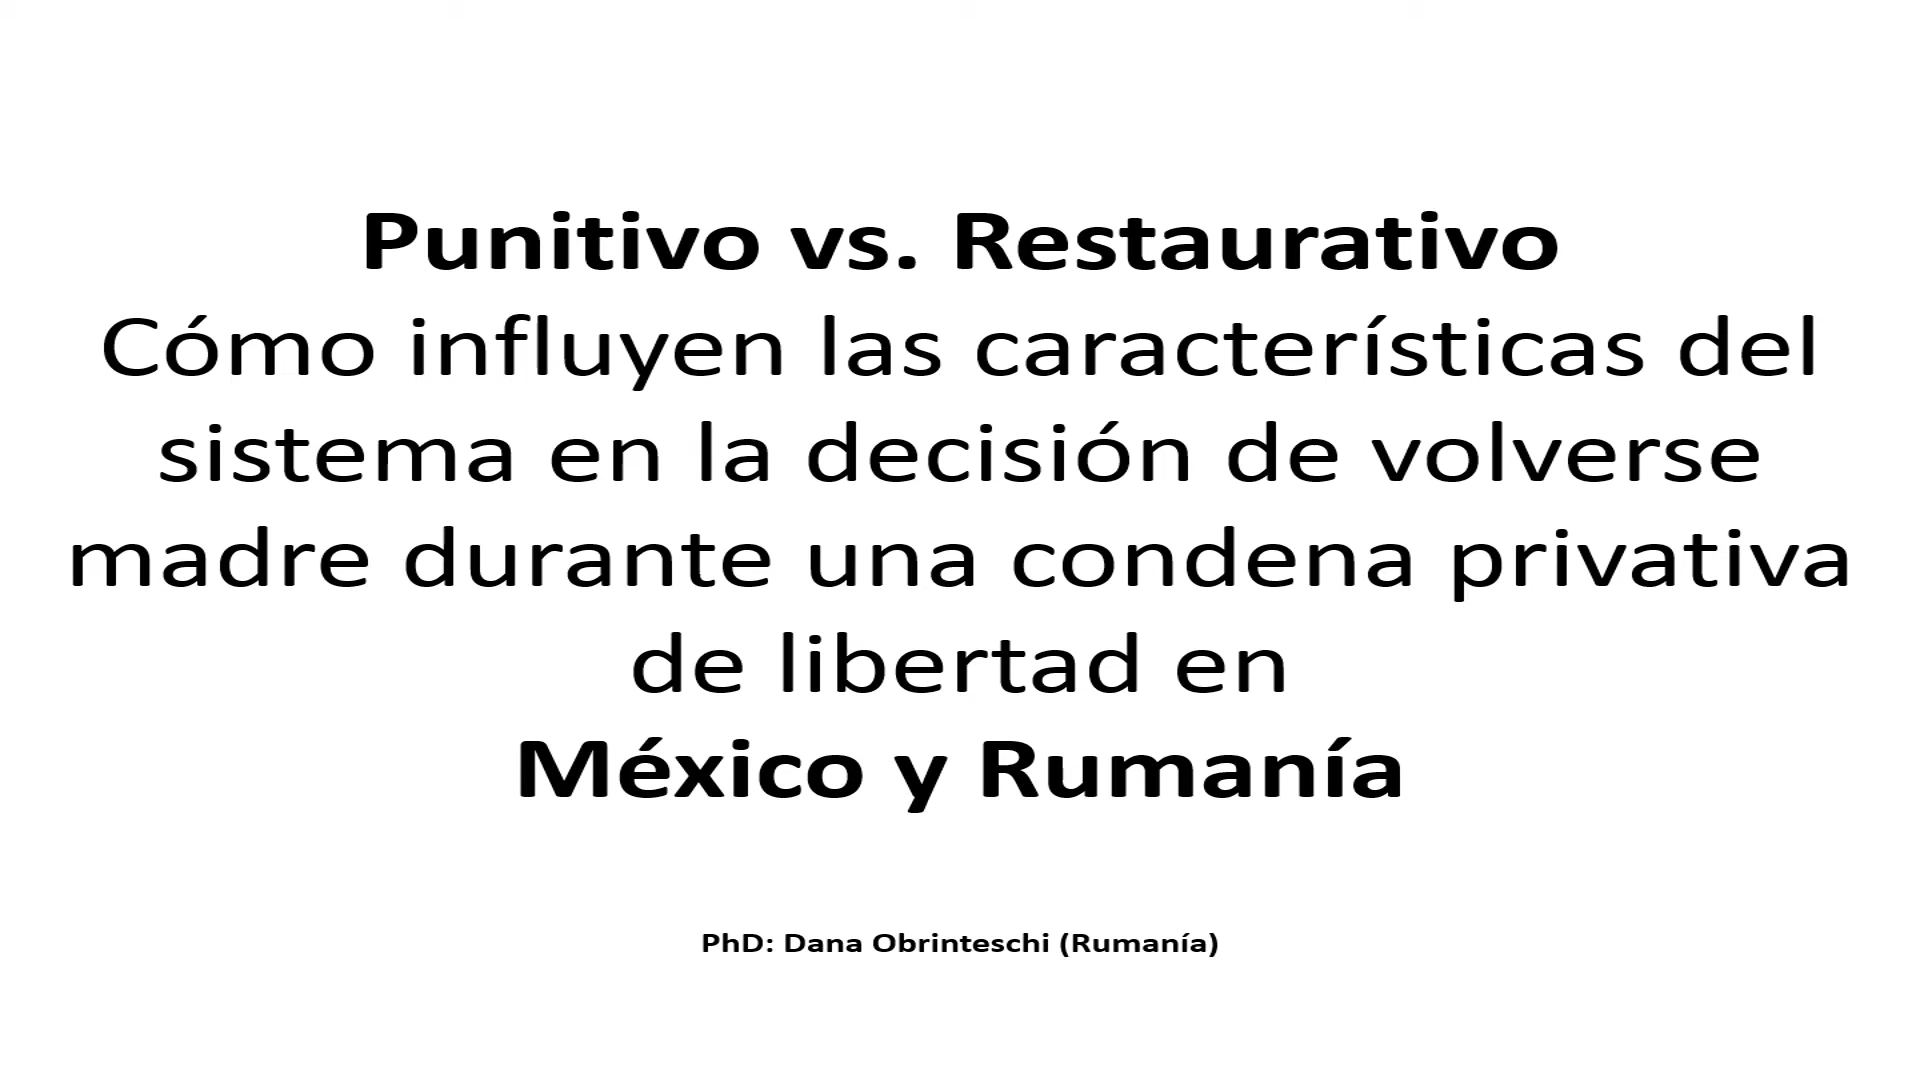 Punitivo vs. Restaurativo
Cómo influyen las características del
sistema en la decisión de volverse
madre durante una condena privativa
de libertad en
México y Rumanía
PhD: Dana Obrinteschi (Rumanía)